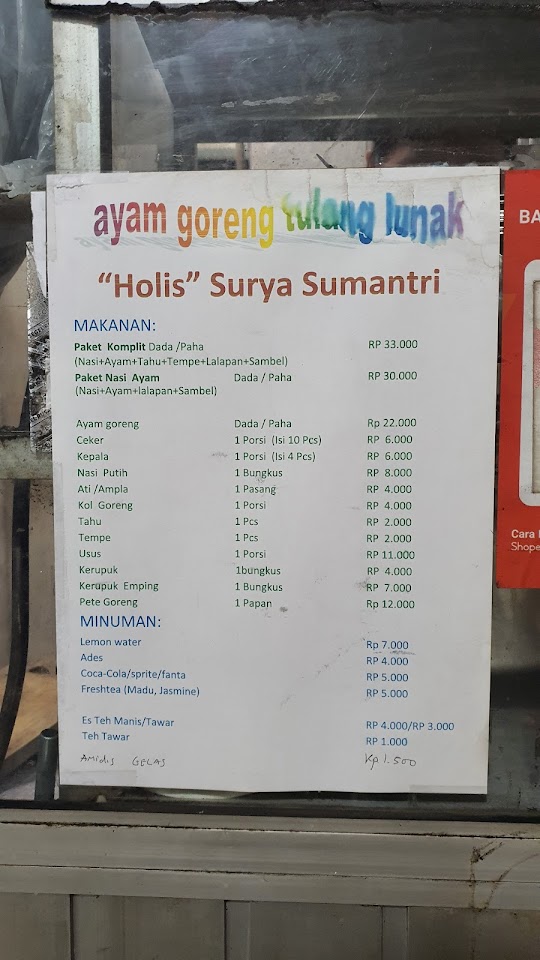 ayam goreng tulang lunak
“Holis” Surya Sumantri
MAKANAN:
Paket Komplit Dada /Paha RP 33.000
(Nasi+Ayam+Tahu+Tempe+Lalapan+Sambel)
Paket Nasi Ayam Dada / Paha RP 30.000
(Nasi+Ayam+lalapan+Sambel)
Ayam goreng Dada / Paha Rp 22.000
Ceker 1 Porsi (Isi 10 Pcs) RP 6.000
Kepala 1 Porsi (Isi 4 Pcs) RP 6.000
Nasi Putih 1 Bungkus RP 8.000
Ati /Ampla 1 Pasang RP 4.000
Kol Goreng 1 Porsi RP 4.000
Tahu 1 Pcs RP 2.000
Tempe 1 Pcs RP 2.000
Usus 1 Porsi RP 11.000
Kerupuk 1bungkus RP 4.000
Kerupuk Emping 1 Bungkus RP 7.000
Pete Goreng 1 Papan Rp 12.000
MINUMAN:
Lemon water Rp 7.000
Ades RP 4.000
Coca-Cola/sprite/fanta RP 5.000
Freshtea (Madu, Jasmine) RP 5.000
Es Teh Manis/Tawar RP 4.000/RP 3.000
Teh Tawar RP 1.000
AMIDIS GELAS Rp 1.500
BA
Cara
Shope